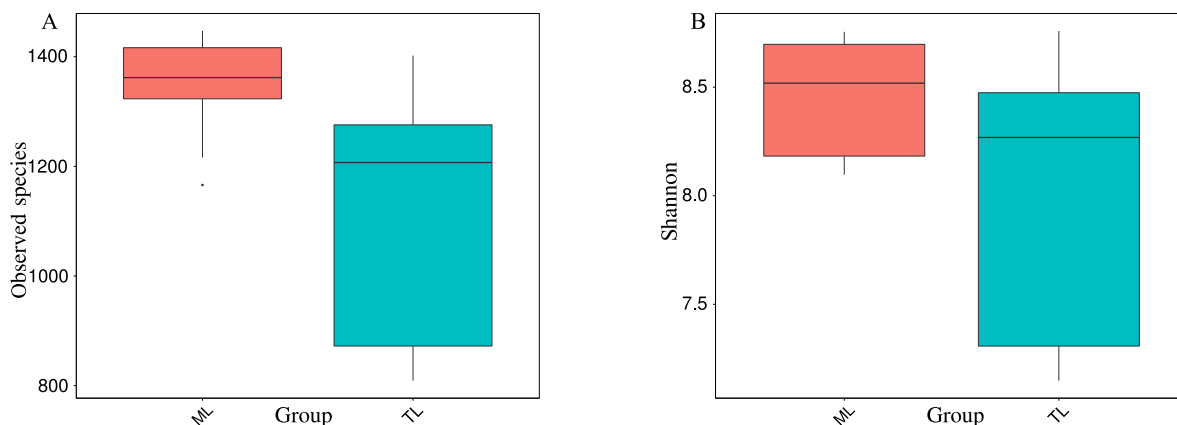 A
Observed species
1400
1200
1000
800
ML
Group
TL
B
Shannon
8.5
8.0
7.5
ML
Group
TL